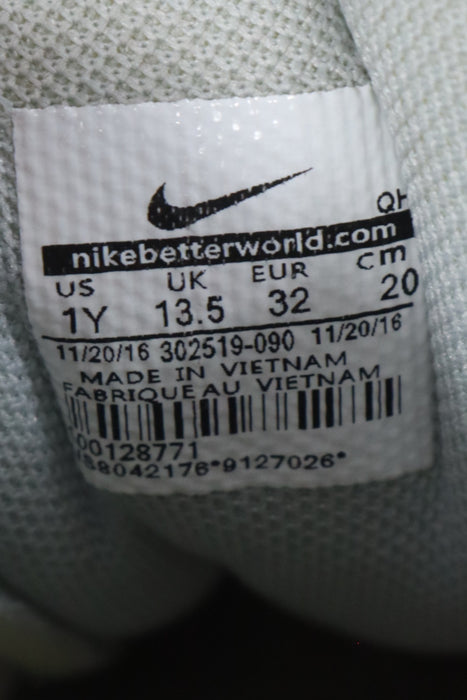 QH
nikebetterworld.com
US UK EUR cm
1Y 13.5 32 20
11/20/16 302519-090 11/20/16
MADE IN VIETNAM
FABRIQUE AU VIETNAM
00128771
8042176*9127026*